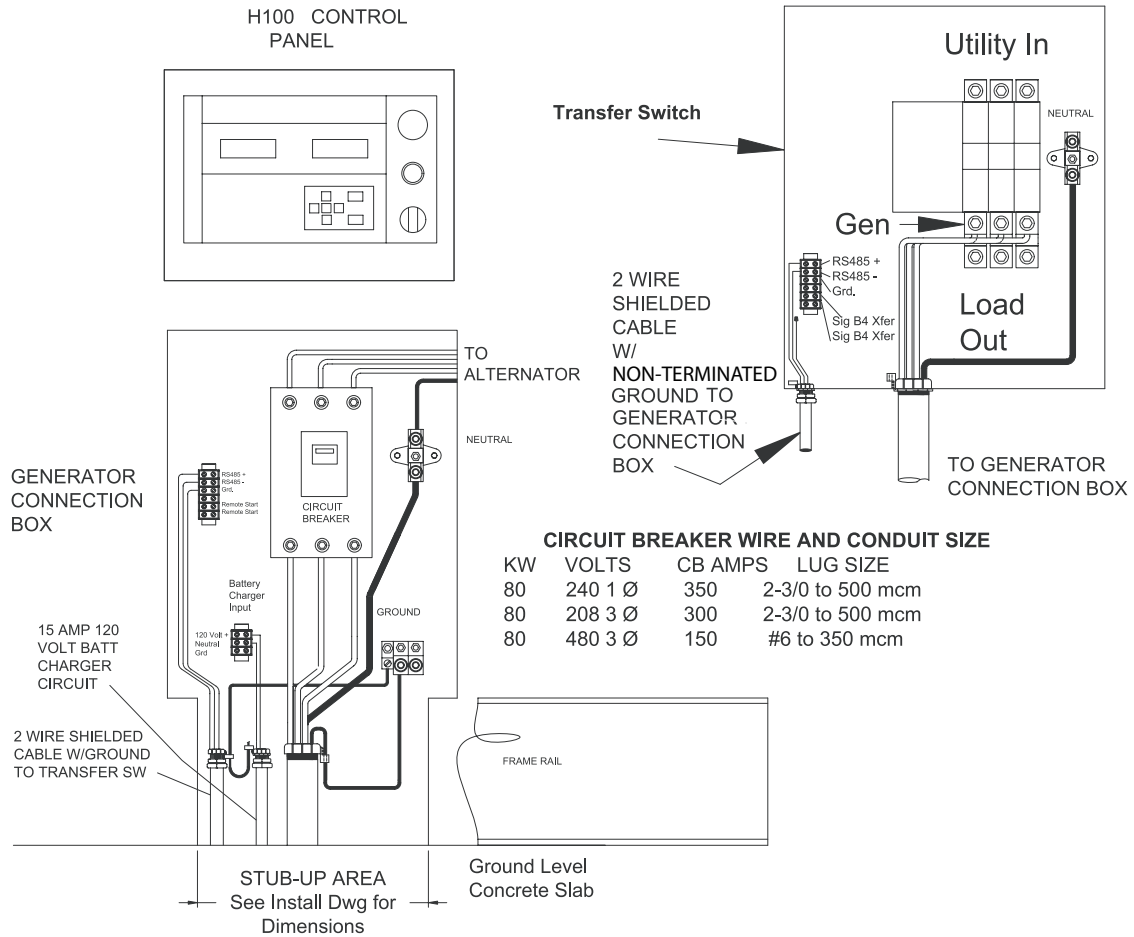 H100 CONTROL
PANEL
Utility In
Transfer Switch
NEUTRAL
Gen
RS485 +
RS485 -
Grd.
Sig B4 Xfer
Sig B4 Xfer
Load
Out
2 WIRE
SHIELDED
CABLE
W/
NON-TERMINATED
GROUND TO
GENERATOR
CONNECTION
BOX
TO GENERATOR
CONNECTION BOX
TO
ALTERNATOR
NEUTRAL
GENERATOR
CONNECTION
BOX
RS485 +
RS485 -
Grd.
Remote Start
Remote Start
CIRCUIT
BREAKER
Battery
Charger
Input
120 Volt +
Neutral
Grd
GROUND
15 AMP 120
VOLT BATT
CHARGER
CIRCUIT
2 WIRE SHIELDED
CABLE W/GROUND
TO TRANSFER SW
CIRCUIT BREAKER WIRE AND CONDUIT SIZE
KW VOLTS CB AMPS LUG SIZE
80 240 1 Ø 350 2-3/0 to 500 mcm
80 208 3 Ø 300 2-3/0 to 500 mcm
80 480 3 Ø 150 #6 to 350 mcm
FRAME RAIL
STUB-UP AREA
See Install Dwg for
Dimensions
Ground Level
Concrete Slab